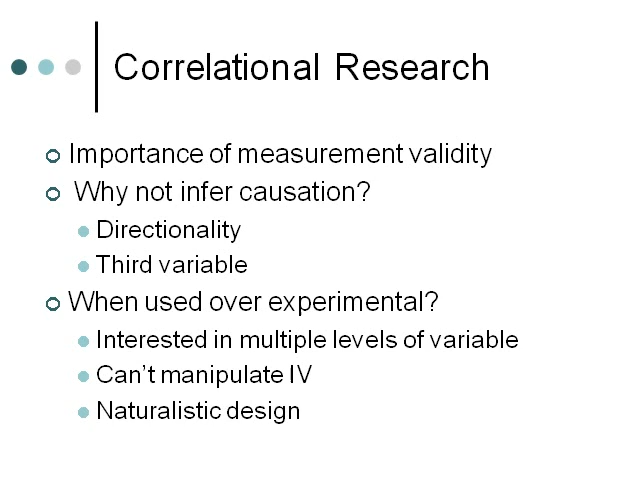 Correlational Research
Importance of measurement validity
Why not infer causation?
Directionality
Third variable
When used over experimental?
Interested in multiple levels of variable
Can't manipulate IV
Naturalistic design